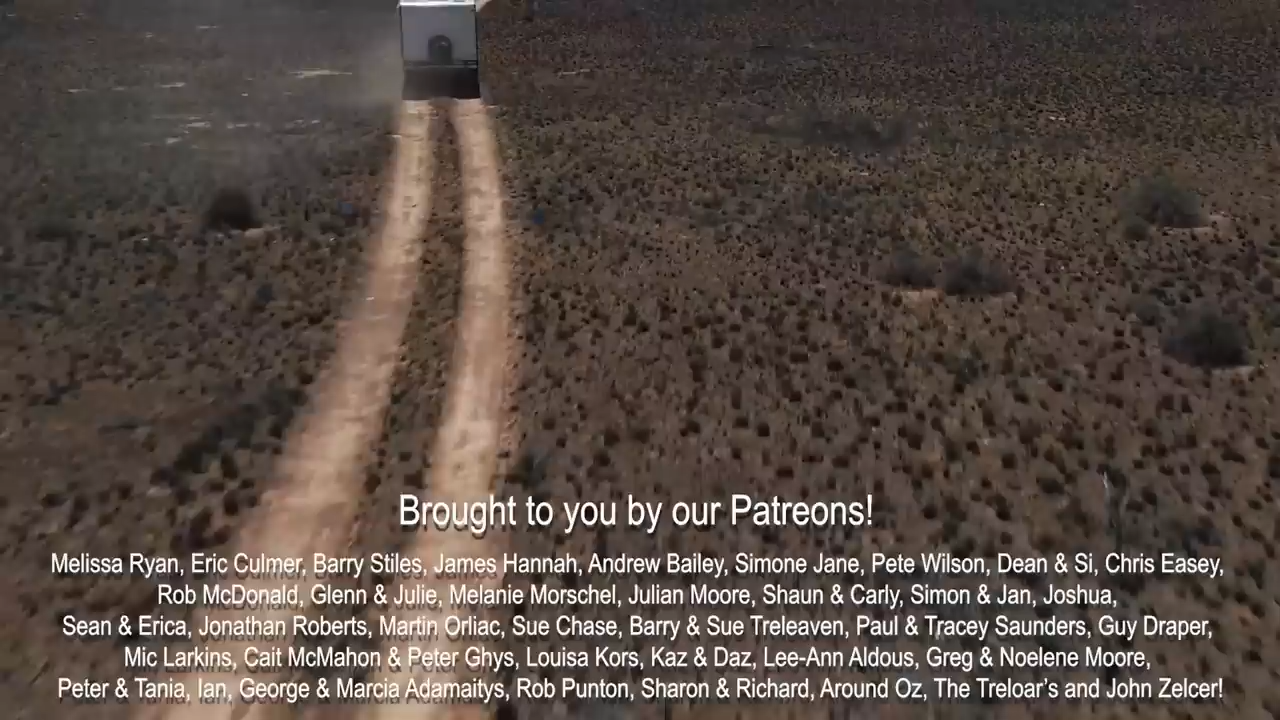 Brought to you by our Patreons!
Melissa Ryan, Eric Culmer, Barry Stiles, James Hannah, Andrew Bailey, Simone Jane, Pete Wilson, Dean & Si, Chris Easey,
Rob McDonald, Glenn & Julie, Melanie Morschel, Julian Moore, Shaun & Carly, Simon & Jan, Joshua,
Sean & Erica, Jonathan Roberts, Martin Orliac, Sue Chase, Barry & Sue Treleaven, Paul & Tracey Saunders, Guy Draper,
Mic Larkins, Cait McMahon & Peter Ghys, Louisa Kors, Kaz & Daz, Lee-Ann Aldous, Greg & Noelene Moore,
Peter & Tania, Ian, George & Marcia Adamaitys, Rob Punton, Sharon & Richard, Around Oz, The Treloar's and John Zelcer!